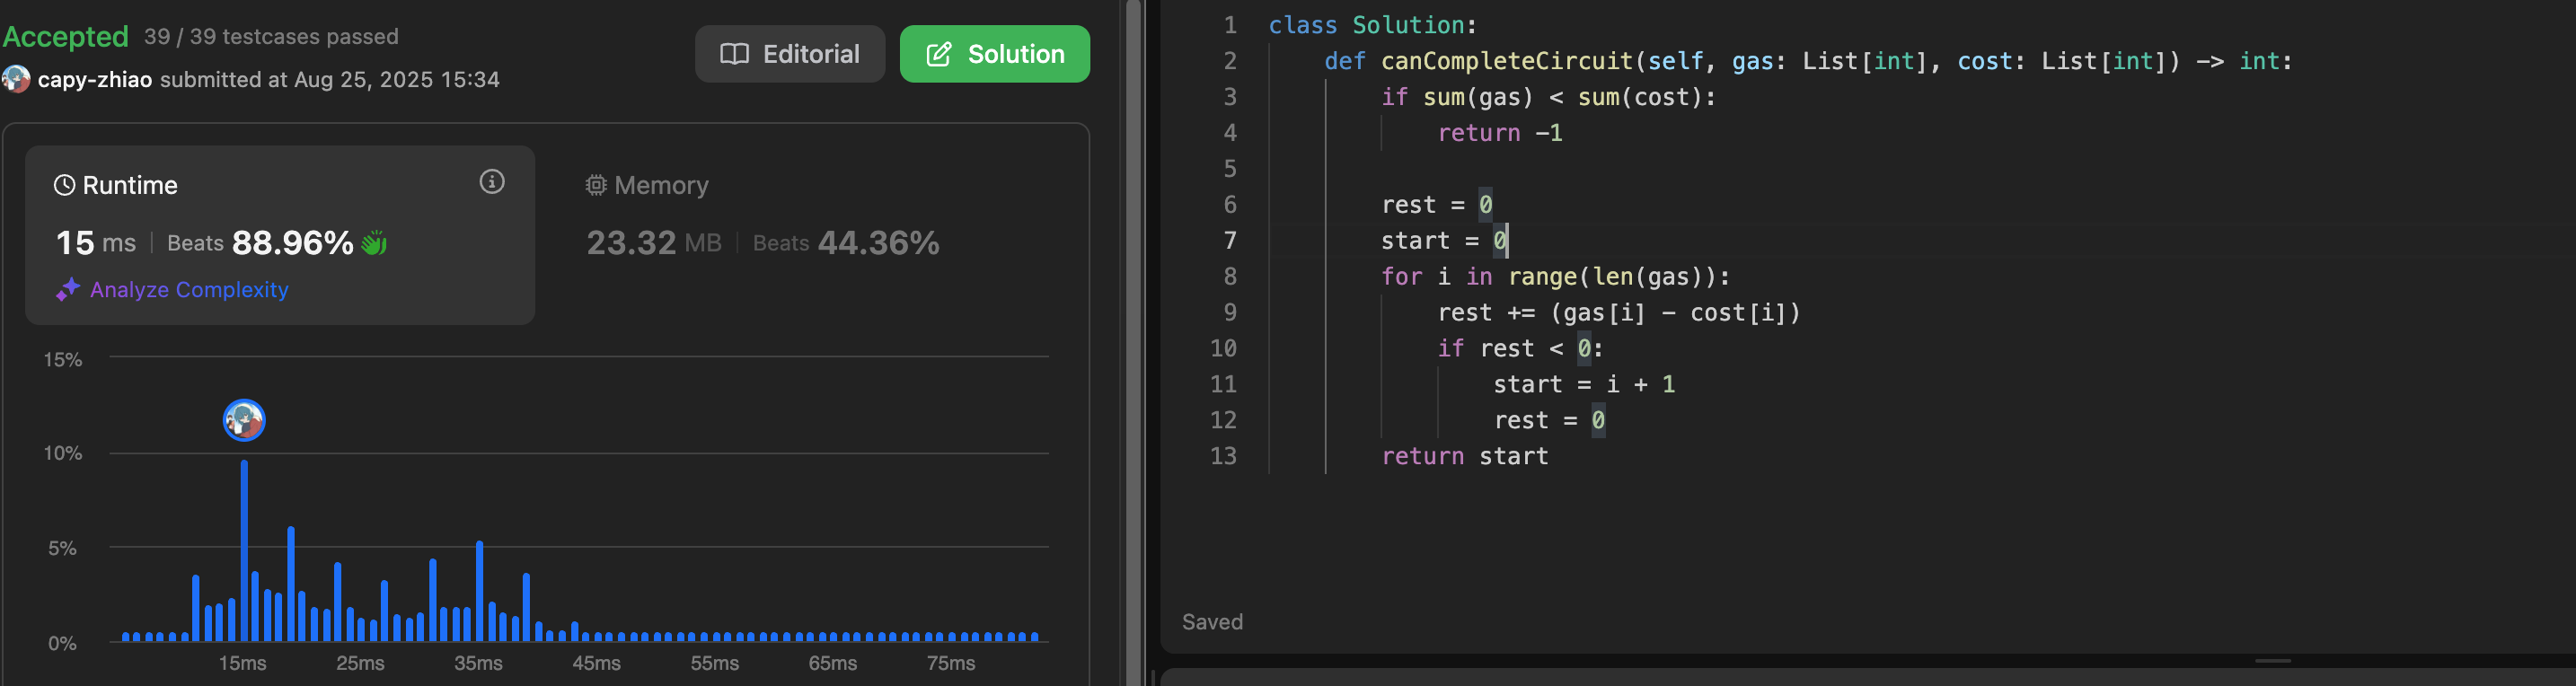 Accepted 39 / 39 testcases passed
capy-zhiao submitted at Aug 25, 2025 15:34
Editorial
Solution
Runtime
15 ms | Beats 88.96%
Analyze Complexity
Memory
23.32 MB | Beats 44.36%
15%
10%
5%
0%
15ms 25ms 35ms 45ms 55ms 65ms 75ms
1 class Solution:
2     def canCompleteCircuit(self, gas: List[int], cost: List[int]) -> int:
3         if sum(gas) < sum(cost):
4             return -1
5
6         rest = 0
7         start = 0
8         for i in range(len(gas)):
9             rest += (gas[i] - cost[i])
10             if rest < 0:
11                 start = i + 1
12                 rest = 0
13         return start
Saved